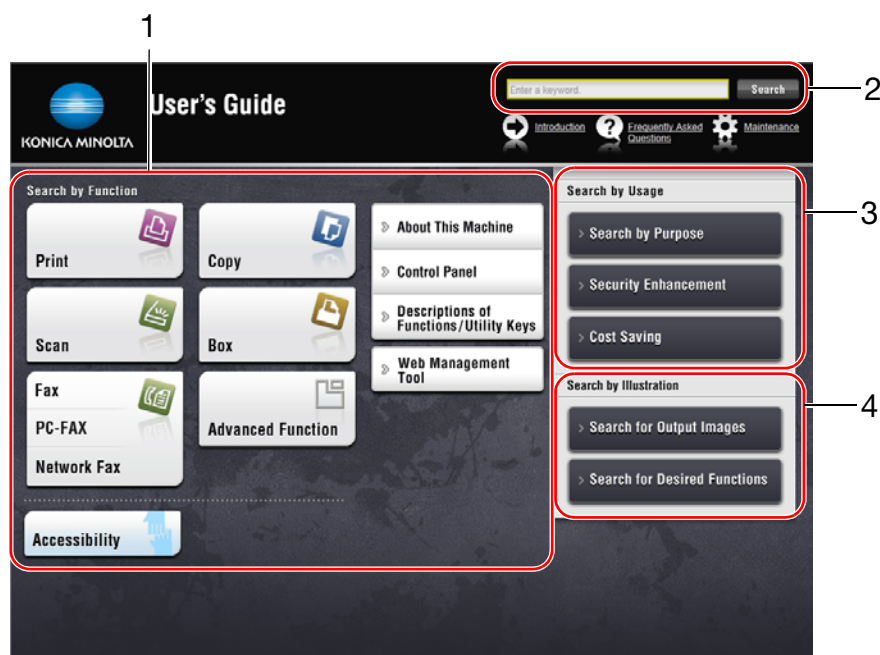 1
User's Guide
KONICA MINOLTA
Enter a keyword.
Search
2
Introduction
Frequently Asked
Questions
Maintenance
Search by Function
Print
Copy
Scan
Box
Fax
PC-FAX
Network Fax
Advanced Function
Accessibility
» About This Machine
» Control Panel
» Descriptions of
Functions/Utility Keys
» Web Management
Tool
Search by Usage
3
> Search by Purpose
> Security Enhancement
> Cost Saving
Search by Illustration
4
> Search for Output Images
> Search for Desired Functions